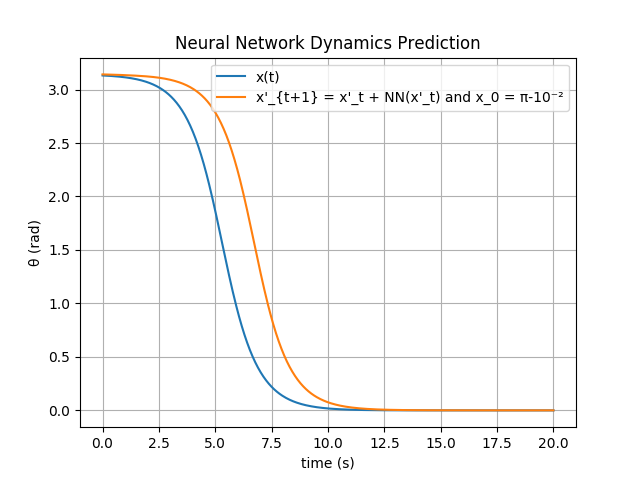 Neural Network Dynamics Prediction
x(t)
x'_{t+1} = x'_t + NN(x'_t) and x_0 = π-10⁻²
θ (rad)
3.0
2.5
2.0
1.5
1.0
0.5
0.0
0.0 2.5 5.0 7.5 10.0 12.5 15.0 17.5 20.0
time (s)